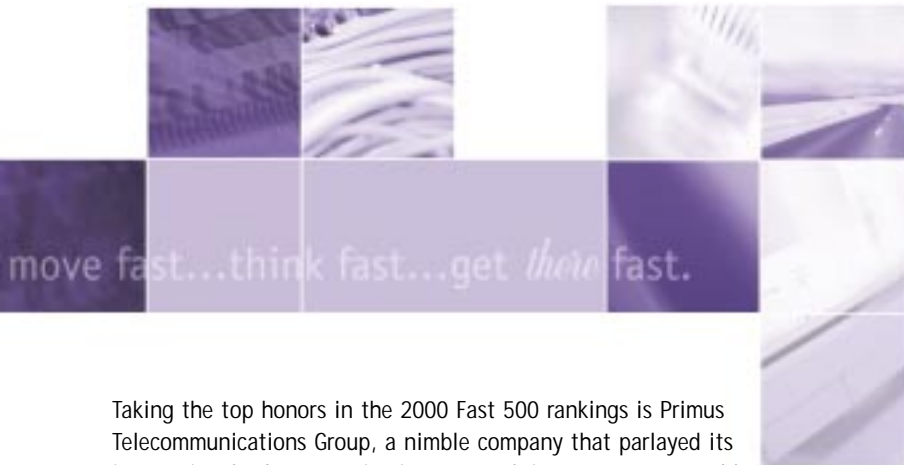 move fast...think fast...get there fast.
Taking the top honors in the 2000 Fast 500 rankings is Primus
Telecommunications Group, a nimble company that parlayed its